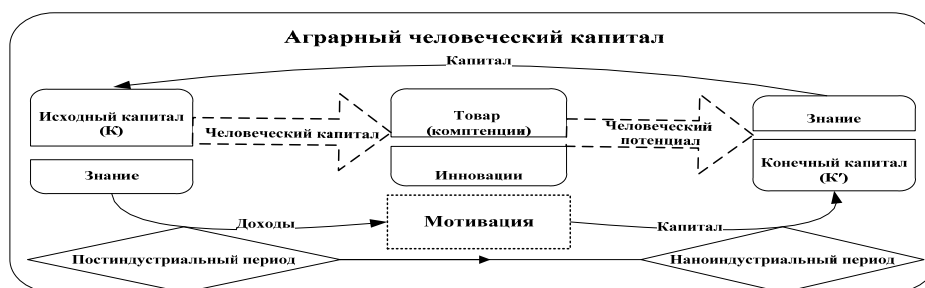 Аграрный человеческий капитал
Капитал
Исходный капитал
(К)
Знание
Человеческий капитал
Товар
(комптенции)
Инновации
Человеческий
потенциал
Знание
Конечный капитал
(К')
Доходы
Мотивация
Капитал
Постиндустриальный период
Наноиндустриальный период